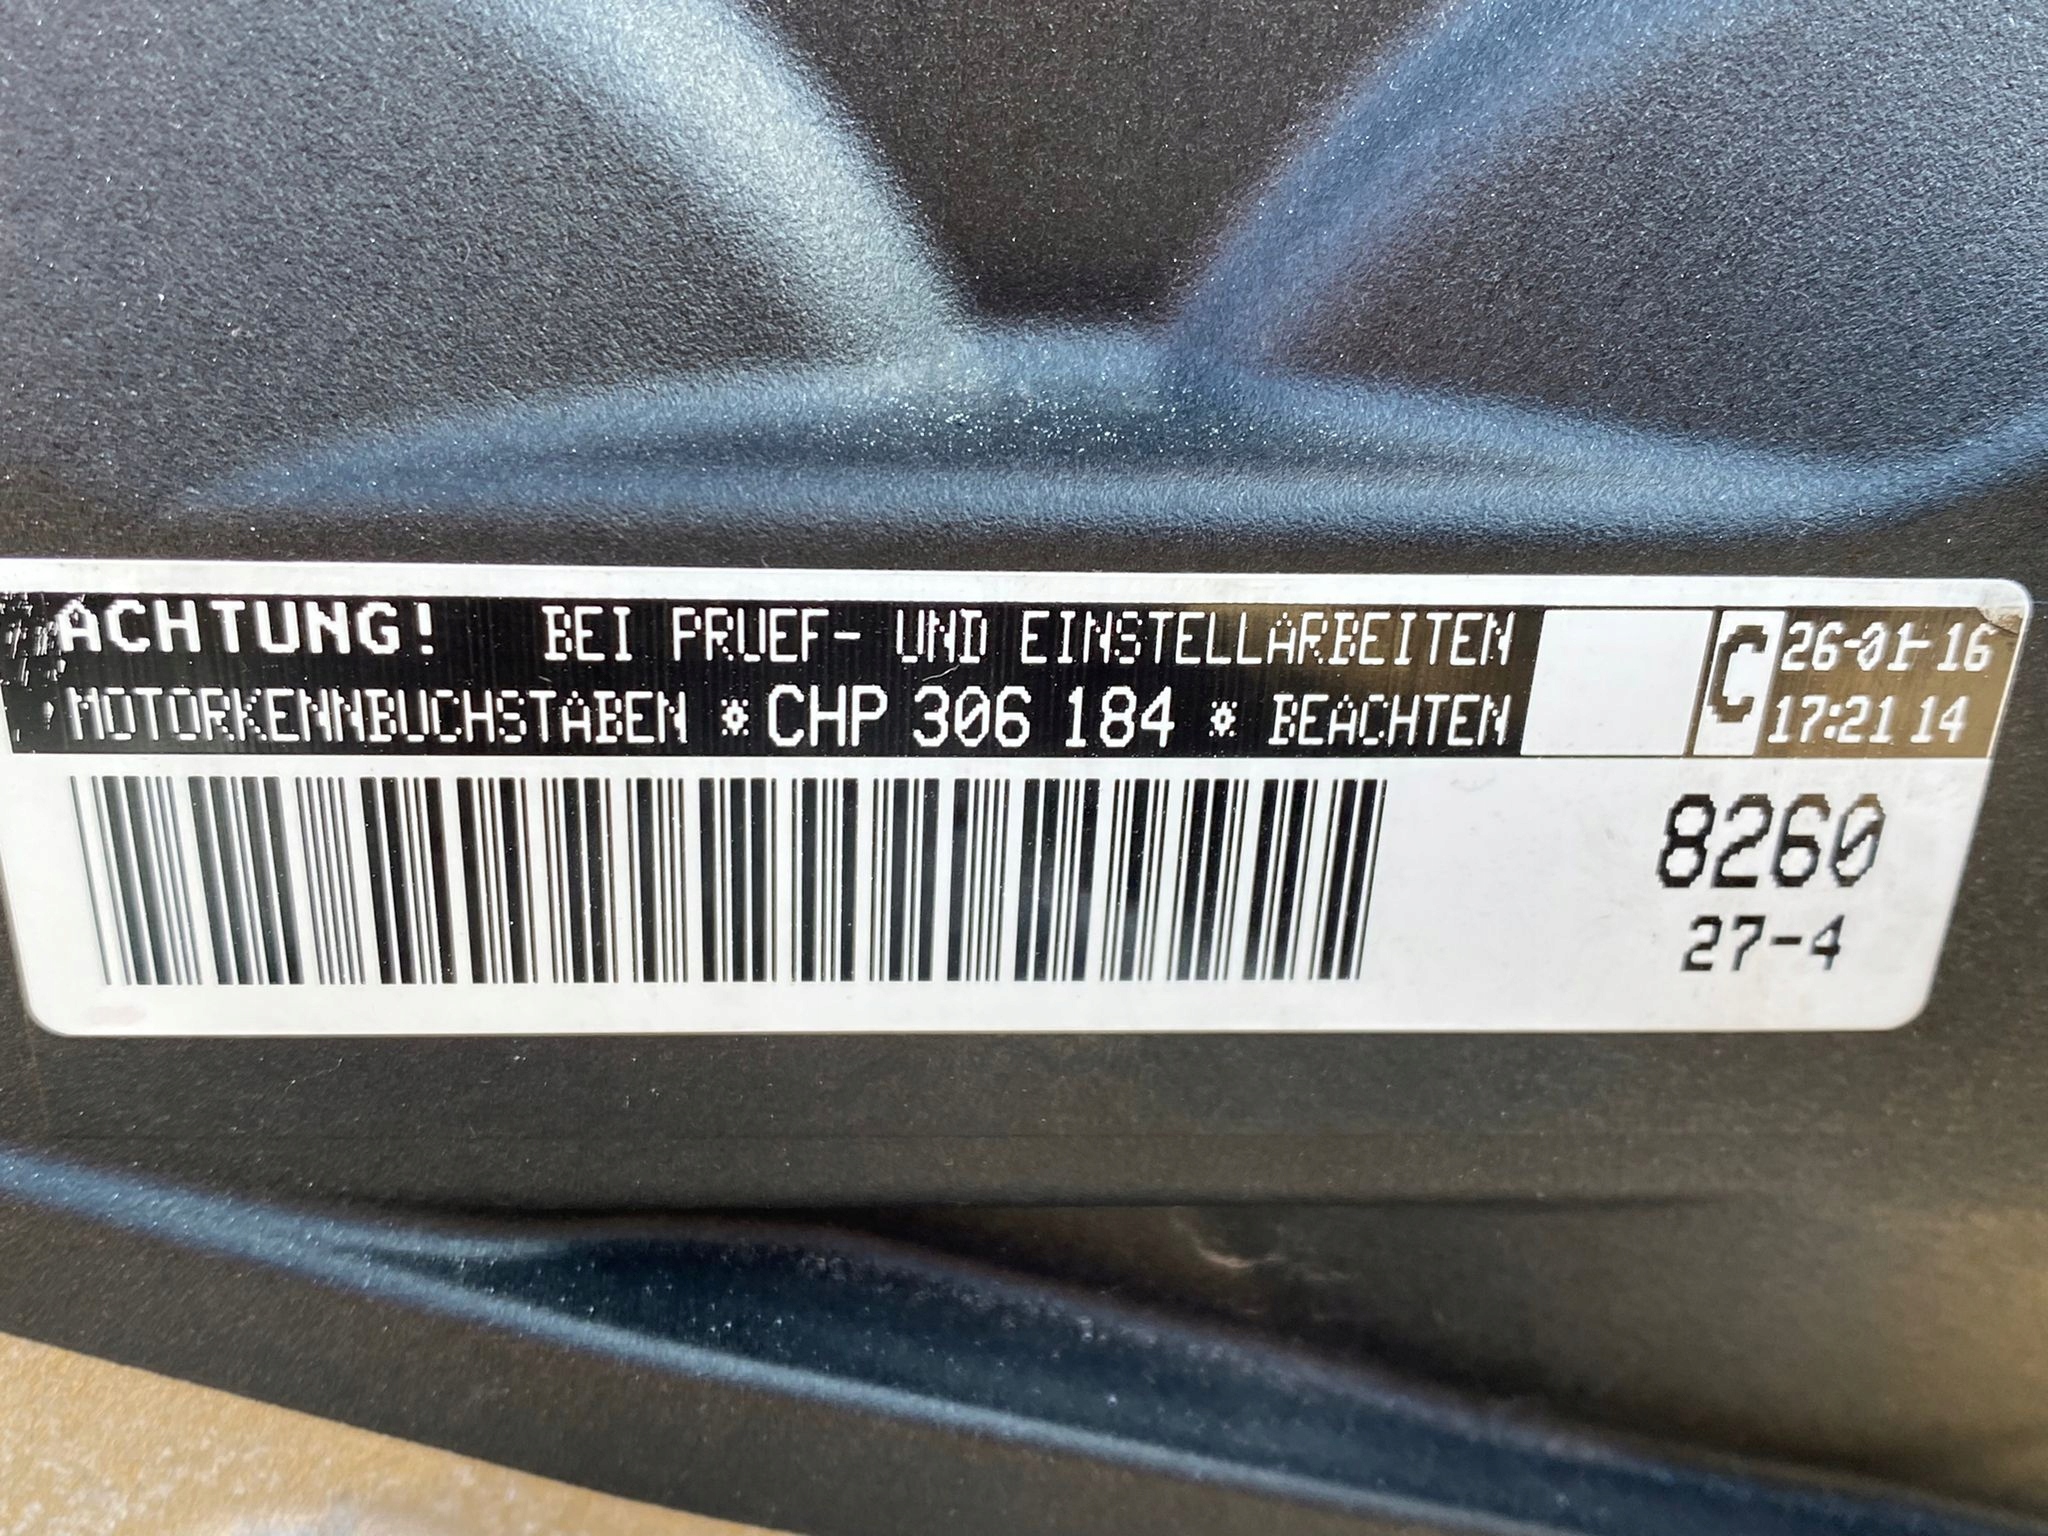 ACHTUNG! BEI PRUEF- UND EINSTELLARBEITEN
MOTORKENNBUCHSTABEN *CHP 306 184 * BEACHTEN
C
26-01-16
17:21 14
8260
27-4